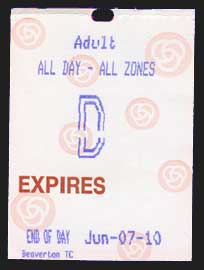 Adult
ALL DAY - ALL ZONES
D
EXPIRES
END OF DAY Jun-07-10
Beaverton TC